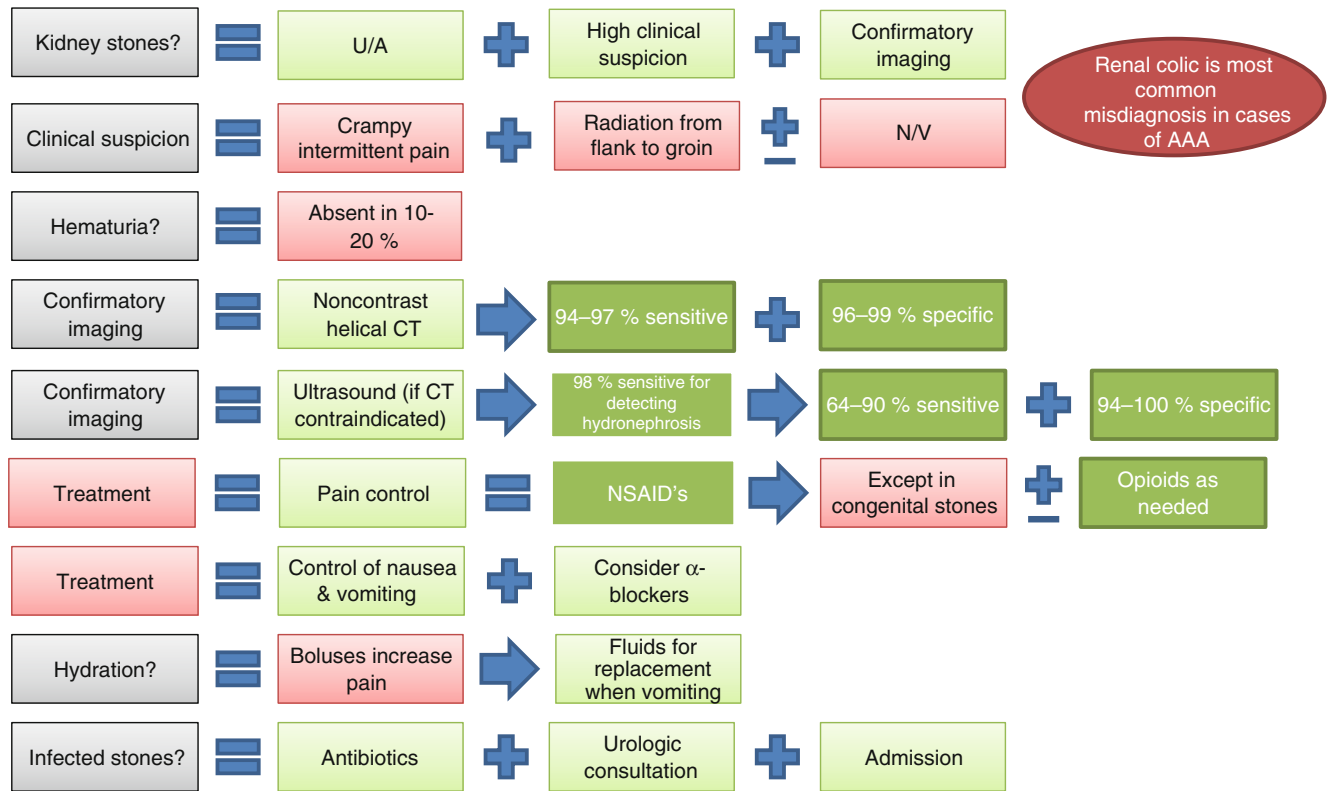 Kidney stones?
U/A
High clinical
suspicion
Confirmatory
imaging
Renal colic is most
common
misdiagnosis in cases
of AAA
Clinical suspicion
Crampy
intermittent pain
Radiation from
flank to groin
N/V
Hematuria?
Absent in 10-
20 %
Confirmatory
imaging
Noncontrast
helical CT
94–97 % sensitive
96–99 % specific
Confirmatory
imaging
Ultrasound (if CT
contraindicated)
98 % sensitive for
detecting
hydronephrosis
64–90 % sensitive
94–100 % specific
Treatment
Pain control
NSAID's
Except in
congenital stones
Opioids as
needed
Treatment
Control of nausea
& vomiting
Consider α-
blockers
Hydration?
Boluses increase
pain
Fluids for
replacement
when vomiting
Infected stones?
Antibiotics
Urologic
consultation
Admission